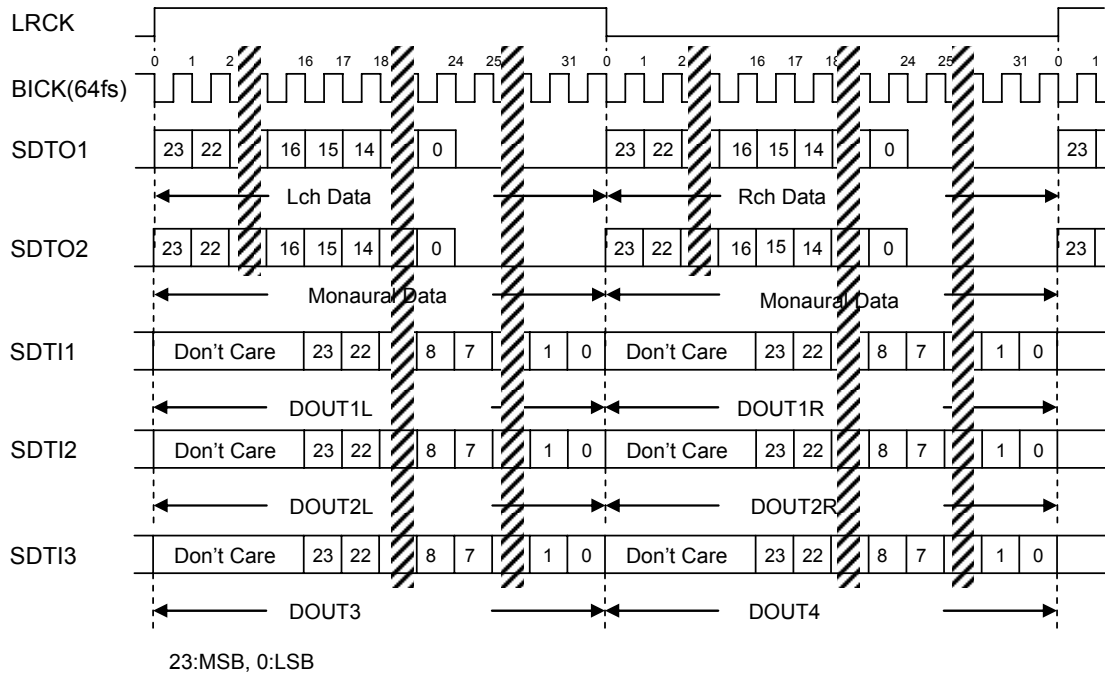 LRCK
0 1 2 16 17 18 24 25 31 0 1 2 16 17 18 24 25 31 0 1
BICK(64fs)
SDTO1 23 22 16 15 14 0 23 22 16 15 14 0 23
Lch Data Rch Data
SDTO2 23 22 16 15 14 0 23 22 16 15 14 0 23
Monaural Data Monaural Data
SDTI1 Don't Care 23 22 8 7 1 0 Don't Care 23 22 8 7 1 0
DOUT1L DOUT1R
SDTI2 Don't Care 23 22 8 7 1 0 Don't Care 23 22 8 7 1 0
DOUT2L DOUT2R
SDTI3 Don't Care 23 22 8 7 1 0 Don't Care 23 22 8 7 1 0
DOUT3 DOUT4
23:MSB, 0:LSB